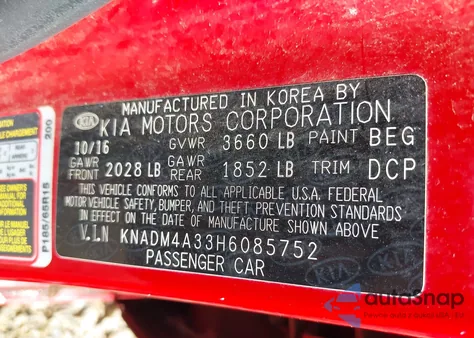 MANUFACTURED IN KOREA BY
KIA KIA MOTORS CORPORATION
10/16 GVWR 3660 LB PAINT BEG
GAWR FRONT 2028 LB GAWR REAR 1852 LB TRIM DCP
THIS VEHICLE CONFORMS TO ALL APPLICABLE U.S.A. FEDERAL
MOTOR VEHICLE SAFETY, BUMPER, AND THEFT PREVENTION STANDARDS
IN EFFECT ON THE DATE OF MANUFACTURE SHOWN ABOVE
V.I.N KNADM4A33H6085752
PASSENGER CAR
200
P185/65R15
autoSnap